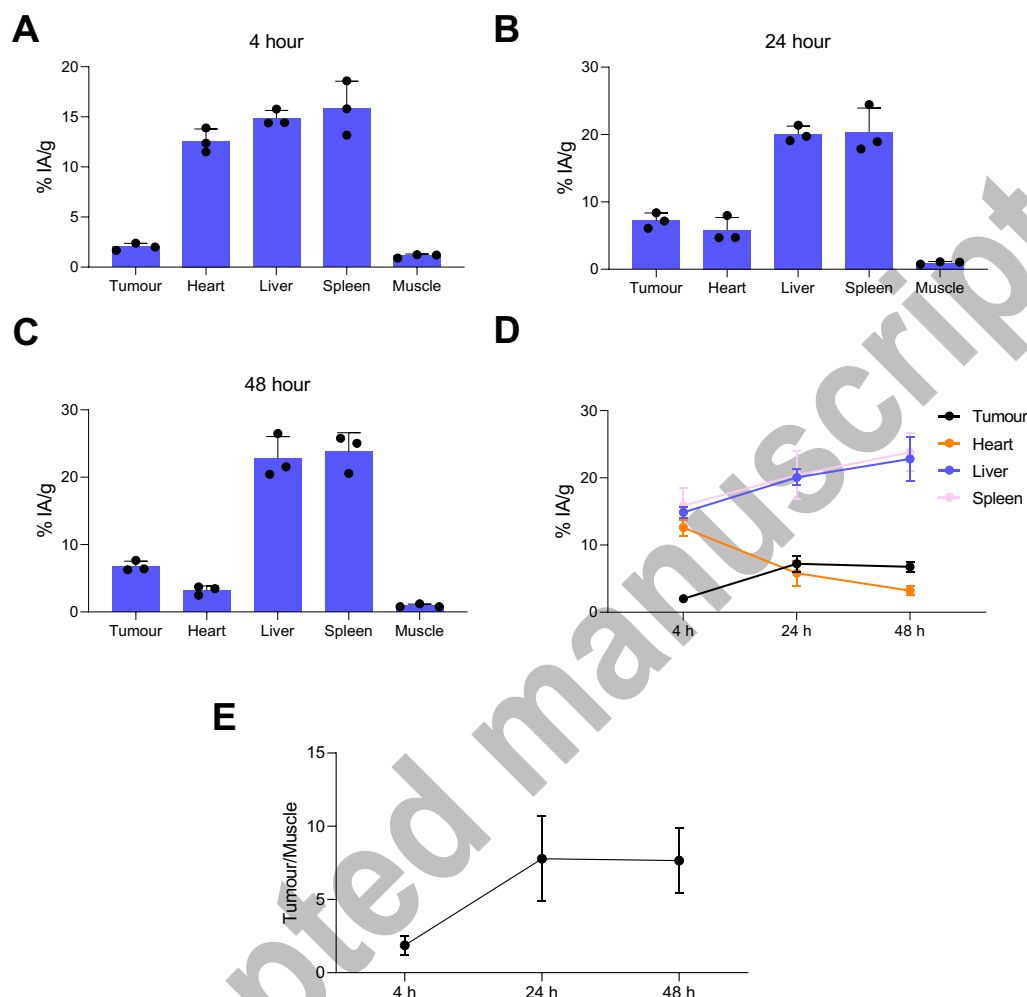 A
4 hour
20
15
10
5
0
% IA/g
Tumour Heart Liver Spleen Muscle
B
24 hour
30
20
10
0
% IA/g
Tumour Heart Liver Spleen Muscle
C
48 hour
30
20
10
0
% IA/g
Tumour Heart Liver Spleen Muscle
D
30
20
10
0
% IA/g
4 h 24 h 48 h
Tumour
Heart
Liver
Spleen
E
15
10
5
0
Tumour/Muscle
4 h 24 h 48 h
pted manuscript